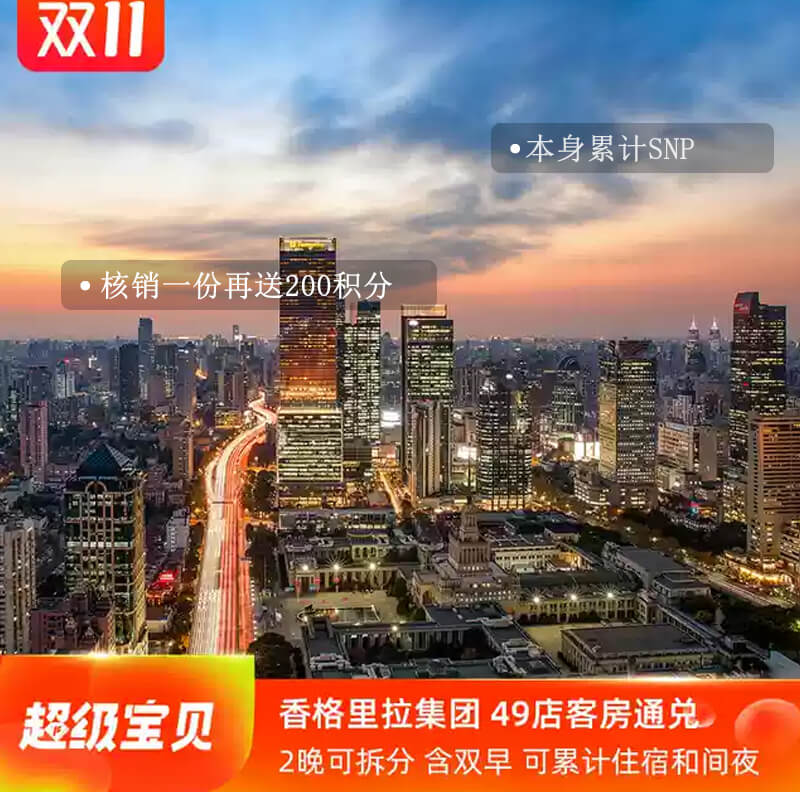 双11
本身累计SNP
核销一份再送200积分
超级宝贝
香格里拉集团 49店客房通兑
2晚可拆分 含双早 可累计住宿和间夜